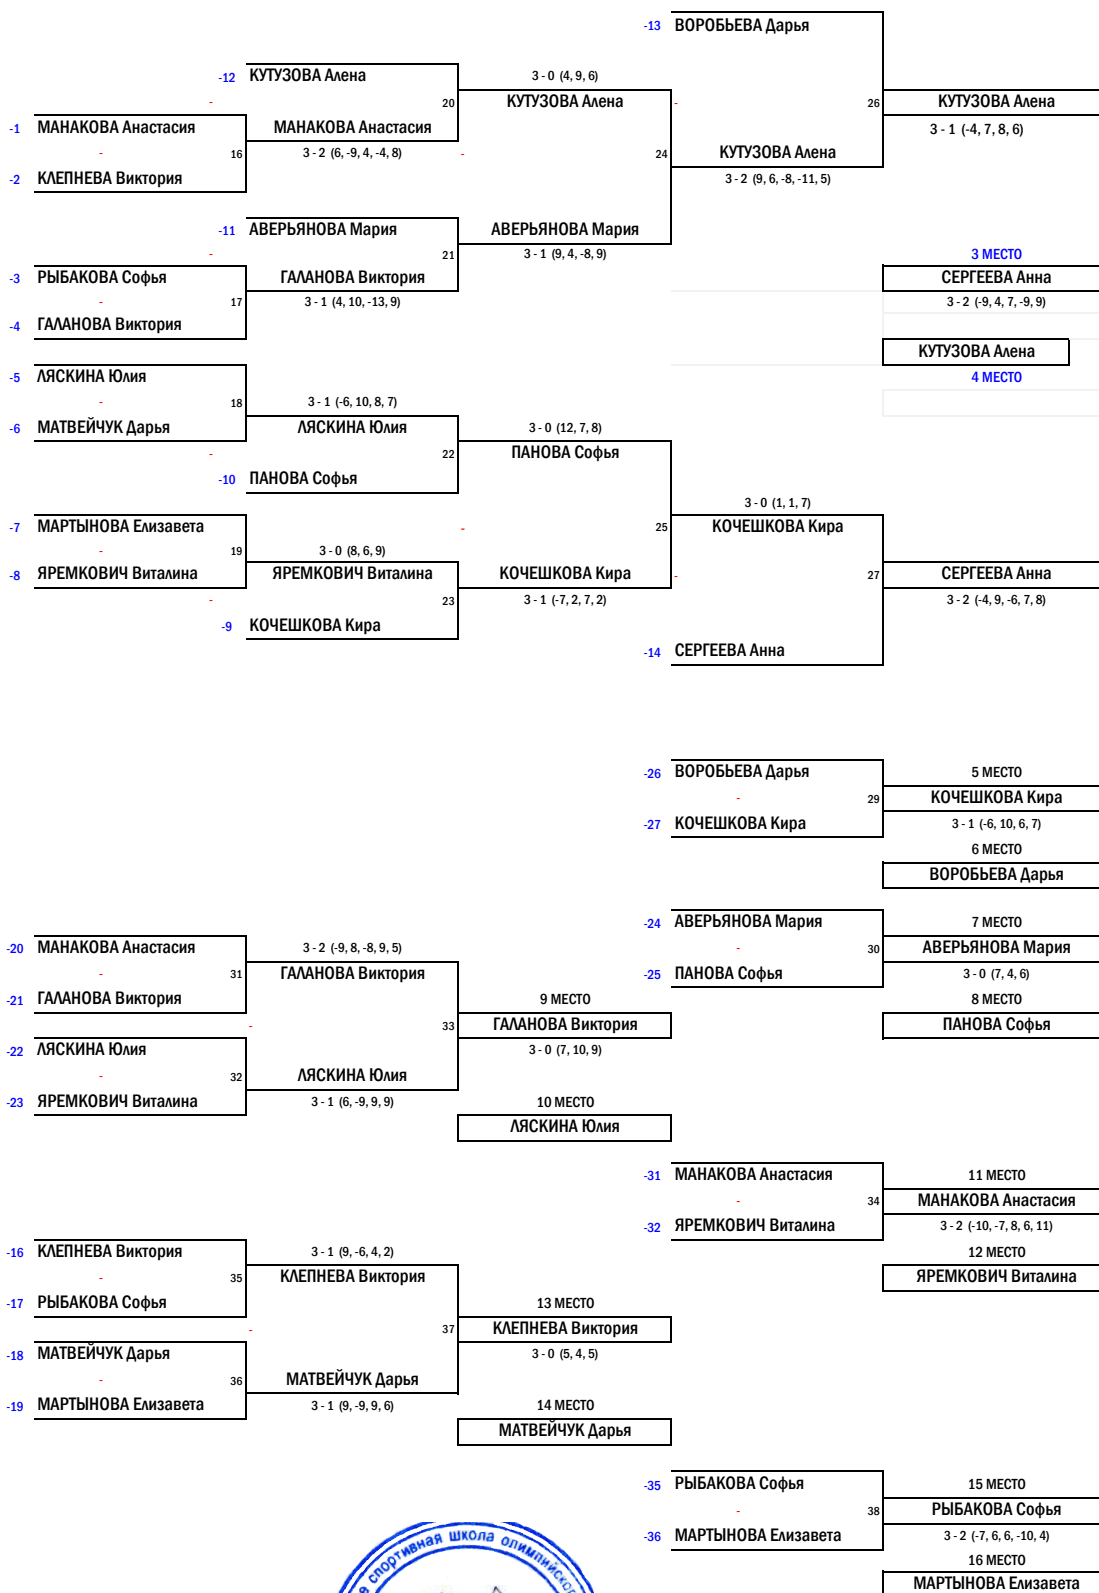 -13 ВОРОБЬЕВА Дарья
-12 КУТУЗОВА Алена 3 - 0 (4, 9, 6)
- 20 КУТУЗОВА Алена - 26 КУТУЗОВА Алена
-1 МАНАКОВА Анастасия МАНАКОВА Анастасия 3 - 1 (-4, 7, 8, 6)
- 16 3 - 2 (6, -9, 4, -4, 8) - 24 КУТУЗОВА Алена
-2 КЛЕПНЕВА Виктория 3 - 2 (9, 6, -8, -11, 5)
-11 АВЕРЬЯНОВА Мария АВЕРЬЯНОВА Мария
- 21 3 - 1 (9, 4, -8, 9) 3 МЕСТО
-3 РЫБАКОВА Софья ГАЛАНОВА Виктория СЕРГЕЕВА Анна
- 17 3 - 1 (4, 10, -13, 9) 3 - 2 (-9, 4, 7, -9, 9)
-4 ГАЛАНОВА Виктория
КУТУЗОВА Алена
-5 ЛЯСКИНА Юлия 4 МЕСТО
- 18 3 - 1 (-6, 10, 8, 7)
-6 МАТВЕЙЧУК Дарья ЛЯСКИНА Юлия 3 - 0 (12, 7, 8)
- 22 ПАНОВА Софья
-10 ПАНОВА Софья
3 - 0 (1, 1, 7)
-7 МАРТЫНОВА Елизавета - 25 КОЧЕШКОВА Кира
- 19 3 - 0 (8, 6, 9)
-8 ЯРЕМКОВИЧ Виталина ЯРЕМКОВИЧ Виталина КОЧЕШКОВА Кира - 27 СЕРГЕЕВА Анна
- 23 3 - 1 (-7, 2, 7, 2) 3 - 2 (-4, 9, -6, 7, 8)
-9 КОЧЕШКОВА Кира
-14 СЕРГЕЕВА Анна
-26 ВОРОБЬЕВА Дарья 5 МЕСТО
- 29 КОЧЕШКОВА Кира
-27 КОЧЕШКОВА Кира 3 - 1 (-6, 10, 6, 7)
6 МЕСТО
ВОРОБЬЕВА Дарья
-24 АВЕРЬЯНОВА Мария 7 МЕСТО
-20 МАНАКОВА Анастасия 3 - 2 (-9, 8, -8, 9, 5) - 30 АВЕРЬЯНОВА Мария
- 31 ГАЛАНОВА Виктория -25 ПАНОВА Софья 3 - 0 (7, 4, 6)
-21 ГАЛАНОВА Виктория 9 МЕСТО 8 МЕСТО
- 33 ГАЛАНОВА Виктория ПАНОВА Софья
-22 ЛЯСКИНА Юлия 3 - 0 (7, 10, 9)
- 32 ЛЯСКИНА Юлия
-23 ЯРЕМКОВИЧ Виталина 3 - 1 (6, -9, 9, 9) 10 МЕСТО
ЛЯСКИНА Юлия
-31 МАНАКОВА Анастасия 11 МЕСТО
- 34 МАНАКОВА Анастасия
-32 ЯРЕМКОВИЧ Виталина 3 - 2 (-10, -7, 8, 6, 11)
-16 КЛЕПНЕВА Виктория 3 - 1 (9, -6, 4, 2) 12 МЕСТО
- 35 КЛЕПНЕВА Виктория ЯРЕМКОВИЧ Виталина
-17 РЫБАКОВА Софья 13 МЕСТО
- 37 КЛЕПНЕВА Виктория
-18 МАТВЕЙЧУК Дарья 3 - 0 (5, 4, 5)
- 36 МАТВЕЙЧУК Дарья
-19 МАРТЫНОВА Елизавета 3 - 1 (9, -9, 9, 6) 14 МЕСТО
МАТВЕЙЧУК Дарья
-35 РЫБАКОВА Софья 15 МЕСТО
- 38 РЫБАКОВА Софья
-36 МАРТЫНОВА Елизавета 3 - 2 (-7, 6, 6, -10, 4)
16 МЕСТО
МАРТЫНОВА Елизавета
спортивная школа